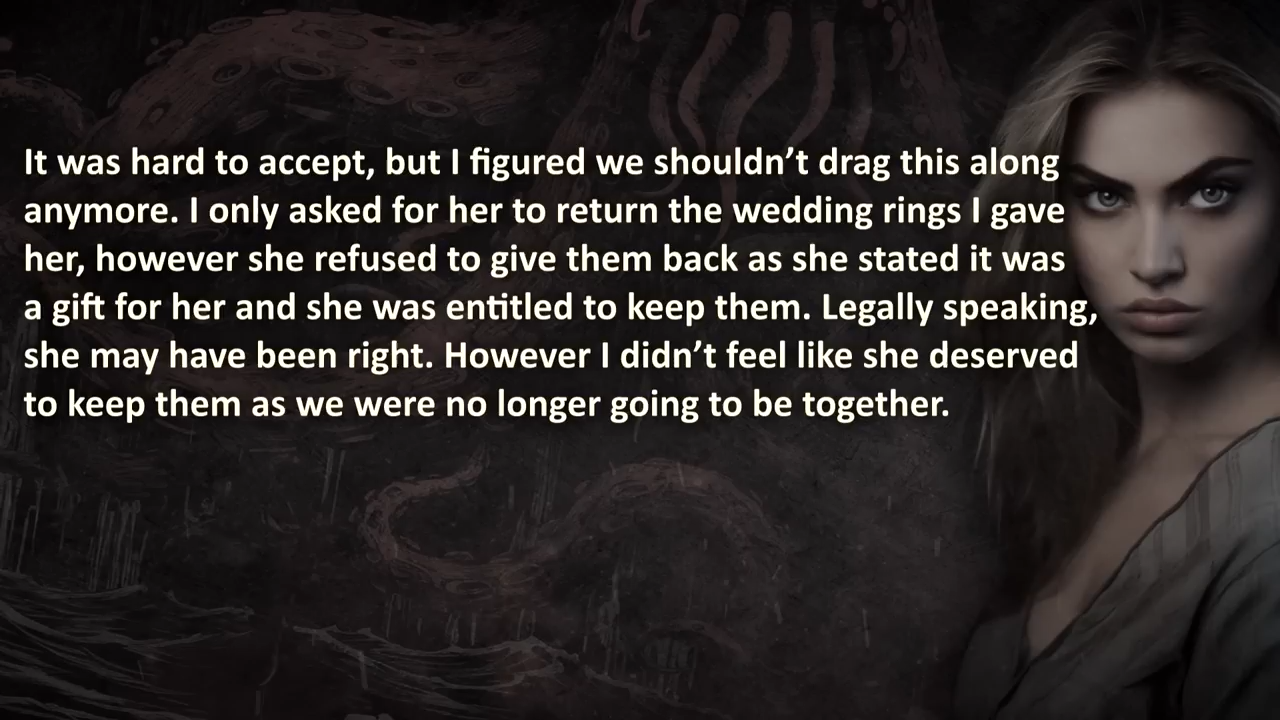 It was hard to accept, but I figured we shouldn’t drag this along
anymore. I only asked for her to return the wedding rings I gave
her, however she refused to give them back as she stated it was
a gift for her and she was entitled to keep them. Legally speaking,
she may have been right. However I didn’t feel like she deserved
to keep them as we were no longer going to be together.